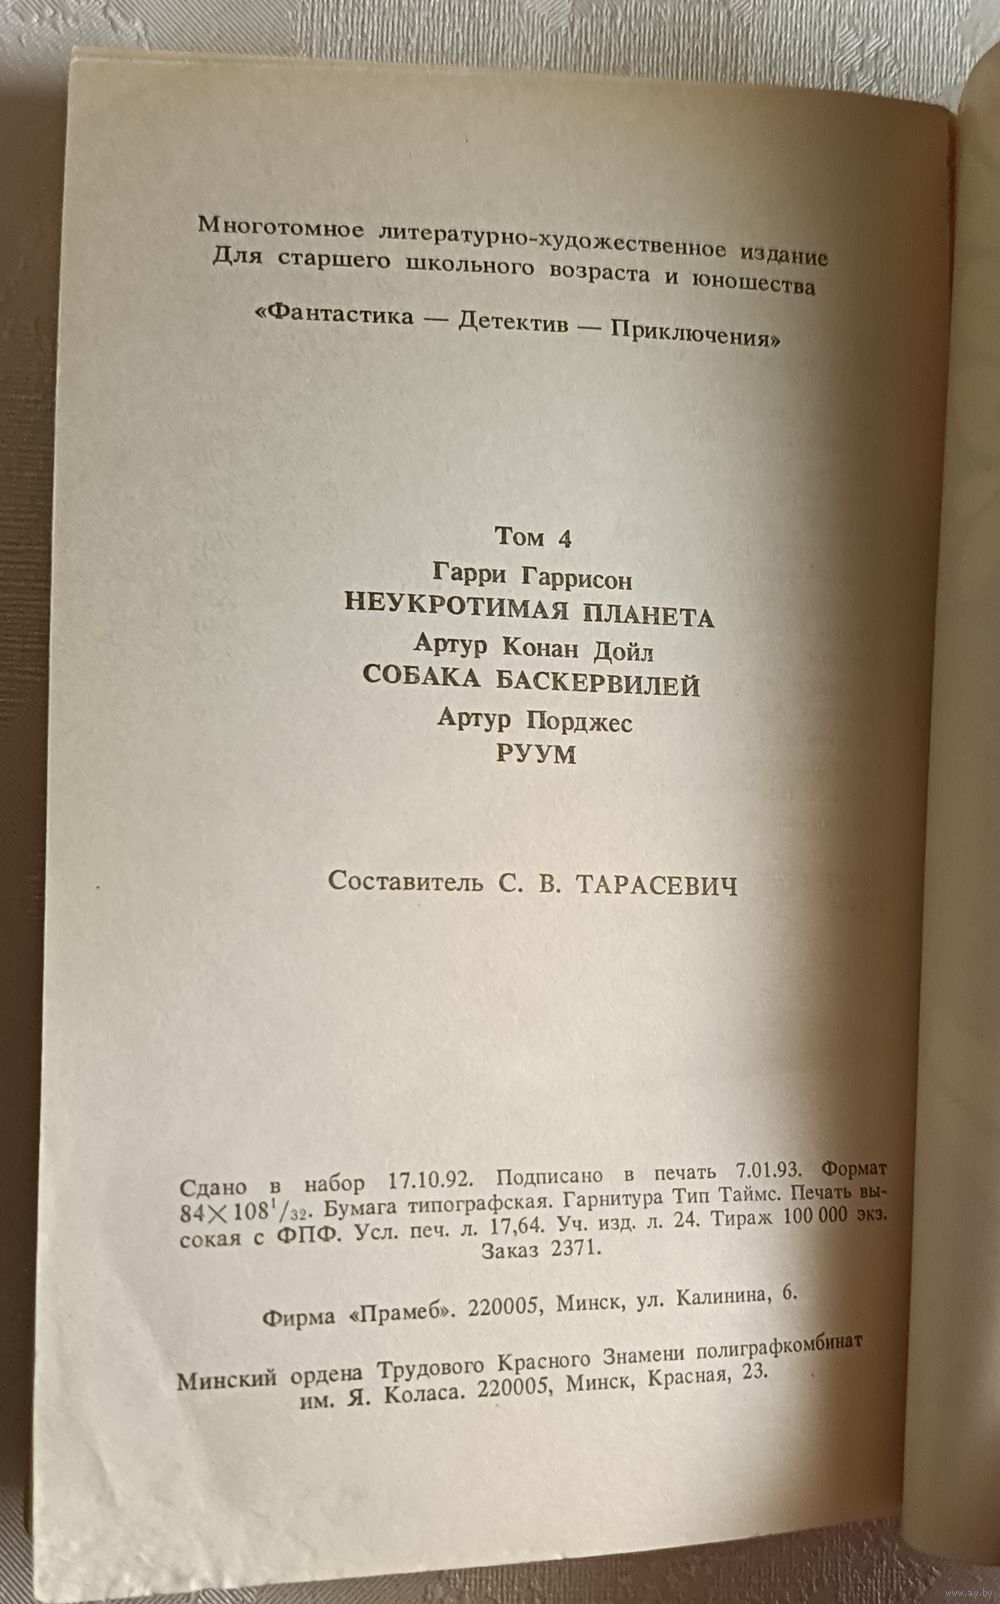 Многотомное литературно-художественное издание
Для старшего школьного возраста и юношества
«Фантастика — Детектив — Приключения»
Том 4
Гарри Гаррисон
НЕУКРОТИМАЯ ПЛАНЕТА
Артур Конан Дойл
СОБАКА БАСКЕРВИЛЕЙ
Артур Порджес
РУУМ
Составитель С. В. ТАРАСЕВИЧ
Сдано в набор 17.10.92. Подписано в печать 7.01.93. Формат
84×108¹/₃₂. Бумага типографская. Гарнитура Тип Таймс. Печать вы-
сокая с ФПФ. Усл. печ. л. 17,64. Уч. изд. л. 24. Тираж 100 000 экз.
Заказ 2371.
Фирма «Прамеб». 220005, Минск, ул. Калинина, 6.
Минский ордена Трудового Красного Знамени полиграфкомбинат
им. Я. Коласа. 220005, Минск, Красная, 23.
www.ay.by